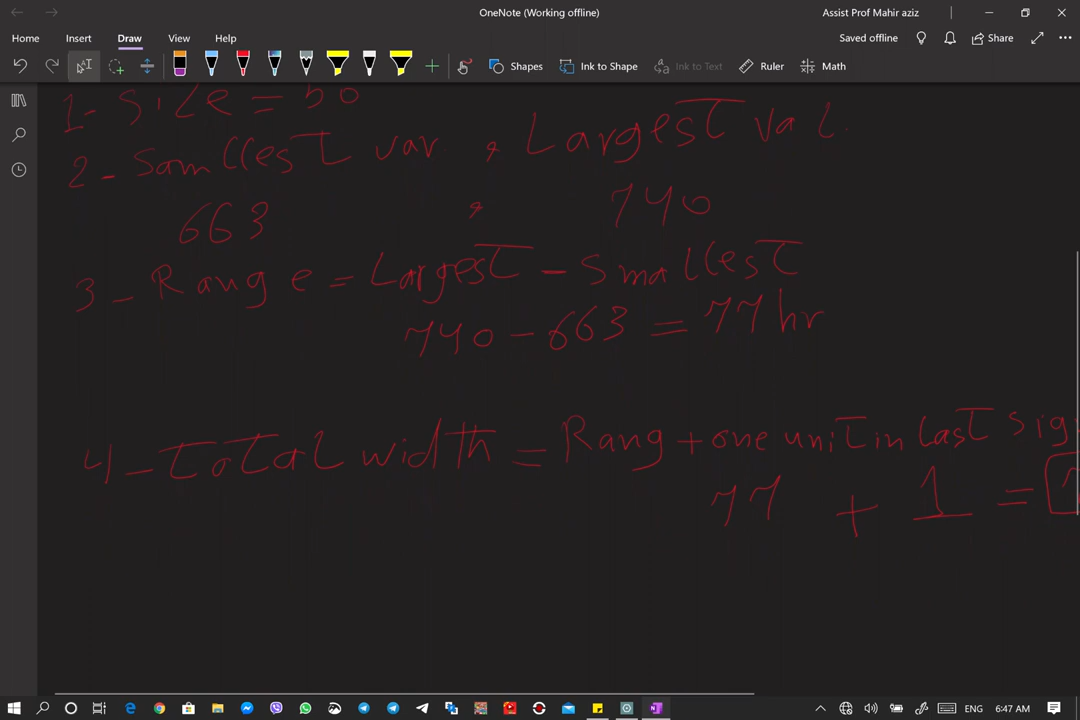 OneNote (Working offline)
Assist Prof Mahir aziz
Home Insert Draw View Help
Saved offline
Share
Shapes
Ink to Shape
Ink to Text
Ruler
Math
1- Size = 50
2- Samllest var , Largest val.
663 , 740
3- Range = Largest - Smallest
740 - 663 = 77 hr
4- total width = Rang + one unit in last sig
77 + 1 =
ENG 6:47 AM